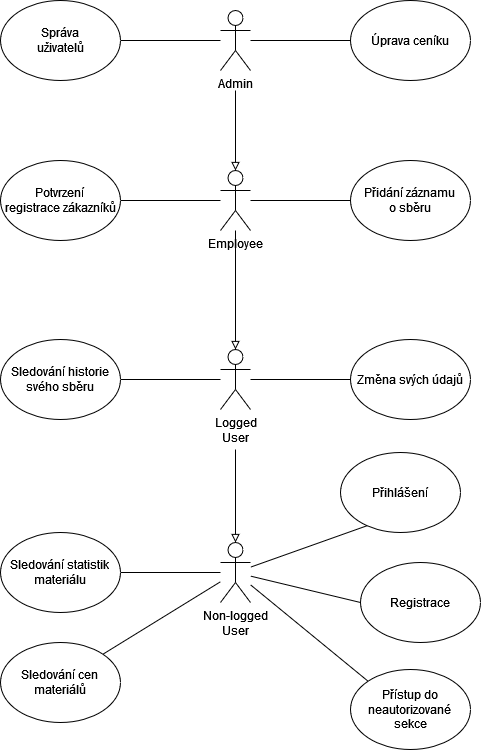 Správa
uživatelů
Úprava ceníku
Admin
Potvrzení
registrace zákazníků
Přidání záznamu
o sběru
Employee
Sledování historie
svého sběru
Změna svých údajů
Logged
User
Přihlášení
Sledování statistik
materiálu
Registrace
Non-logged
User
Sledování cen
materiálů
Přístup do
neautorizované
sekce